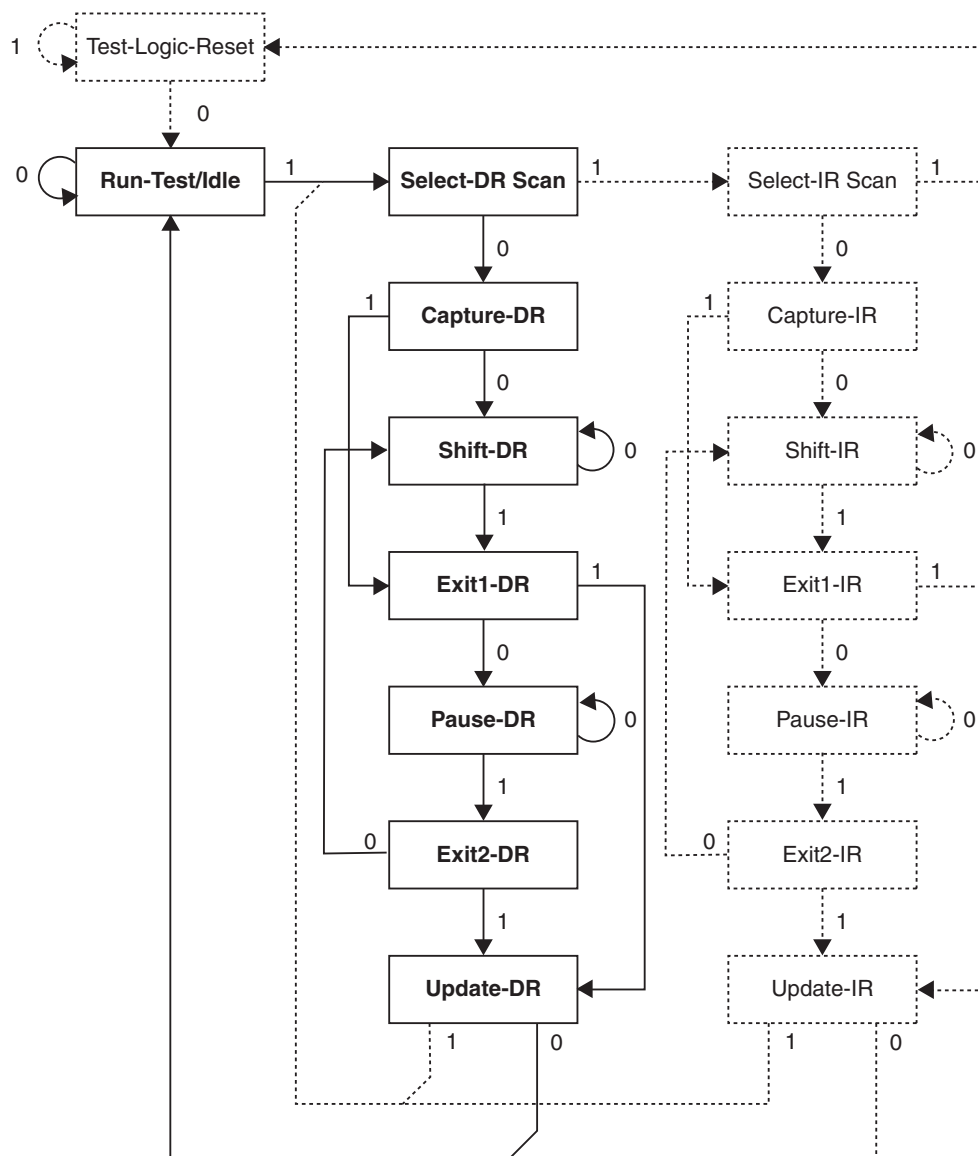 1 Test-Logic-Reset
0
0 Run-Test/Idle 1 Select-DR Scan 1 Select-IR Scan 1
0 0
1 Capture-DR 1 Capture-IR
0 0
Shift-DR 0 Shift-IR 0
1 1
Exit1-DR 1 Exit1-IR 1
0 0
Pause-DR 0 Pause-IR 0
1 1
0 Exit2-DR 0 Exit2-IR
1 1
Update-DR Update-IR
1 0 1 0